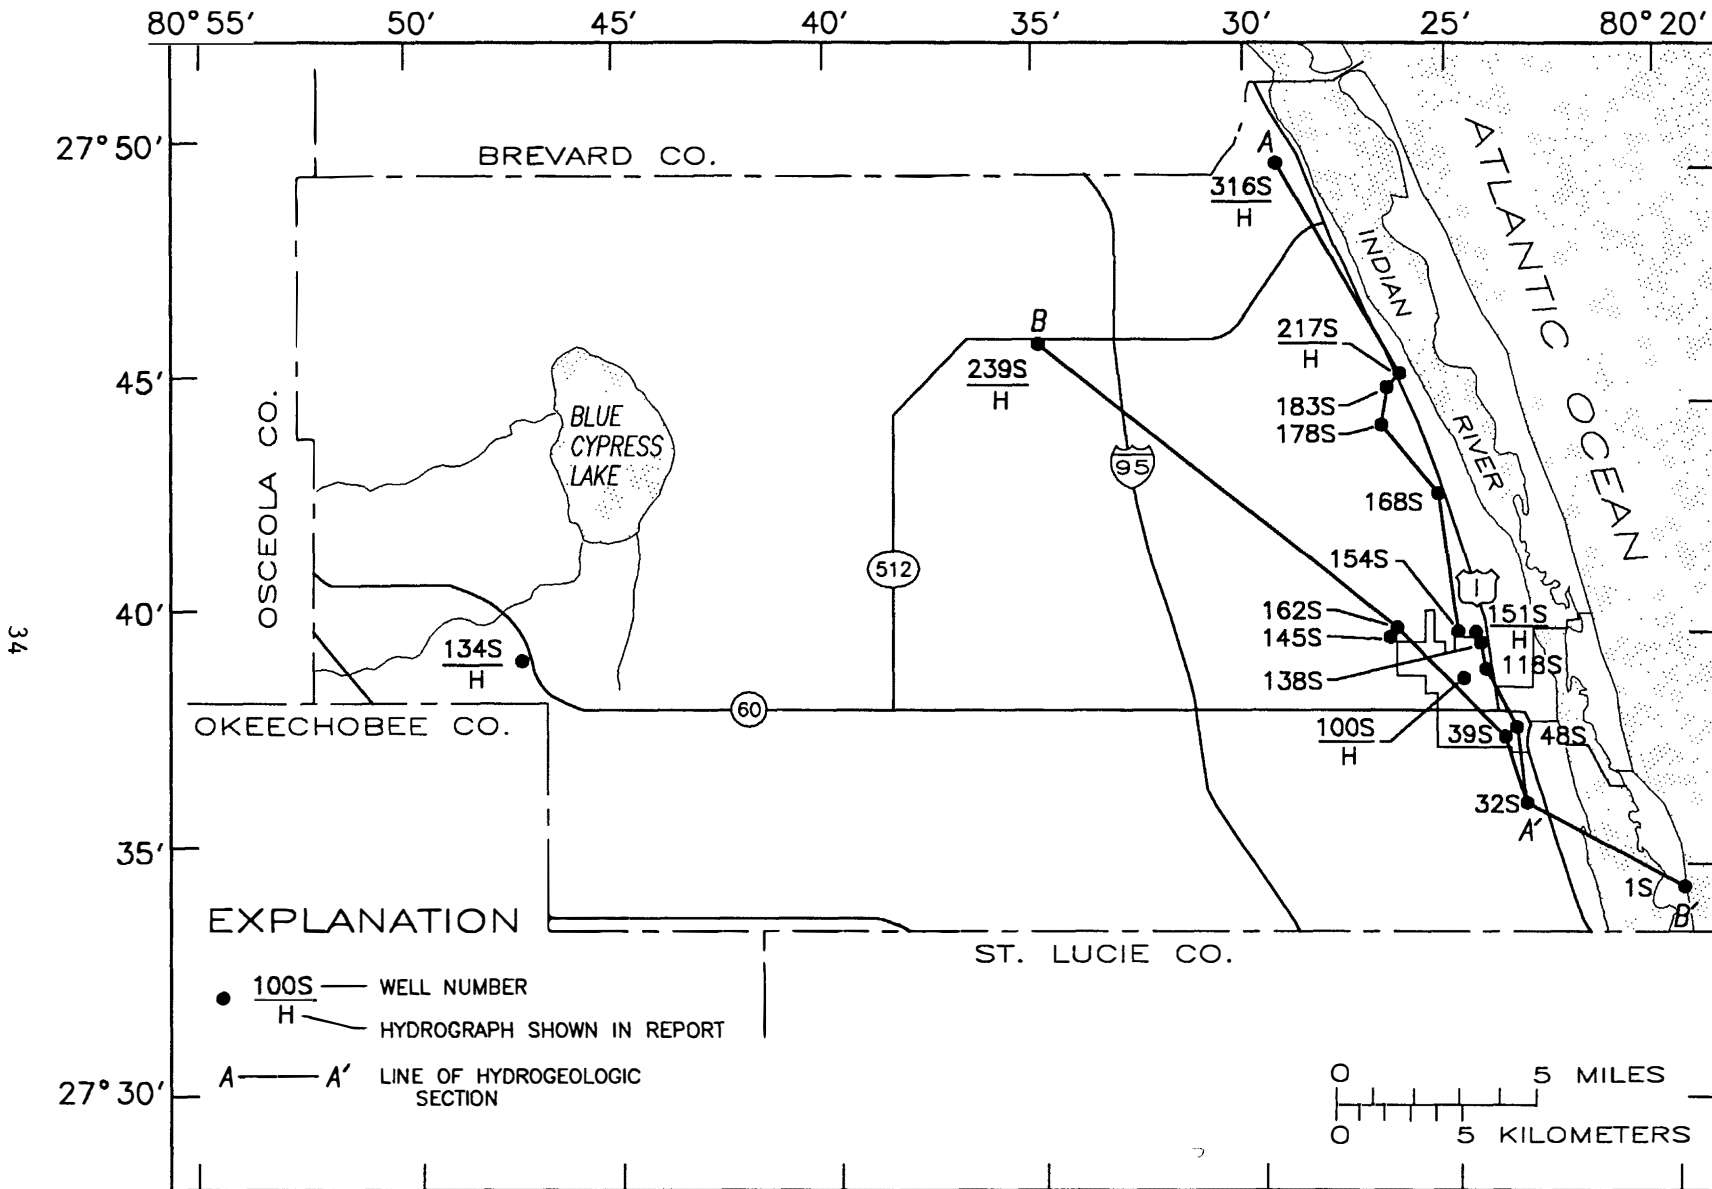 80°55′ 50′ 45′ 40′ 35′ 30′ 25′ 80°20′
27°50′
BREVARD CO.
A
316S
H
ATLANTIC OCEAN
INDIAN RIVER
B
239S
H
217S
H
45′
183S
178S
BLUE
CYPRESS
LAKE
OSCEOLA CO.
95
168S
512
154S
1
40′
162S
151S
H
145S
134S
H
118S
138S
60
OKEECHOBEE CO.
100S
H
39S
48S
32S
A′
35′
1S
B′
34
EXPLANATION
ST. LUCIE CO.
100S WELL NUMBER
H
HYDROGRAPH SHOWN IN REPORT
A A′ LINE OF HYDROGEOLOGIC
SECTION
27°30′
0 5 MILES
0 5 KILOMETERS